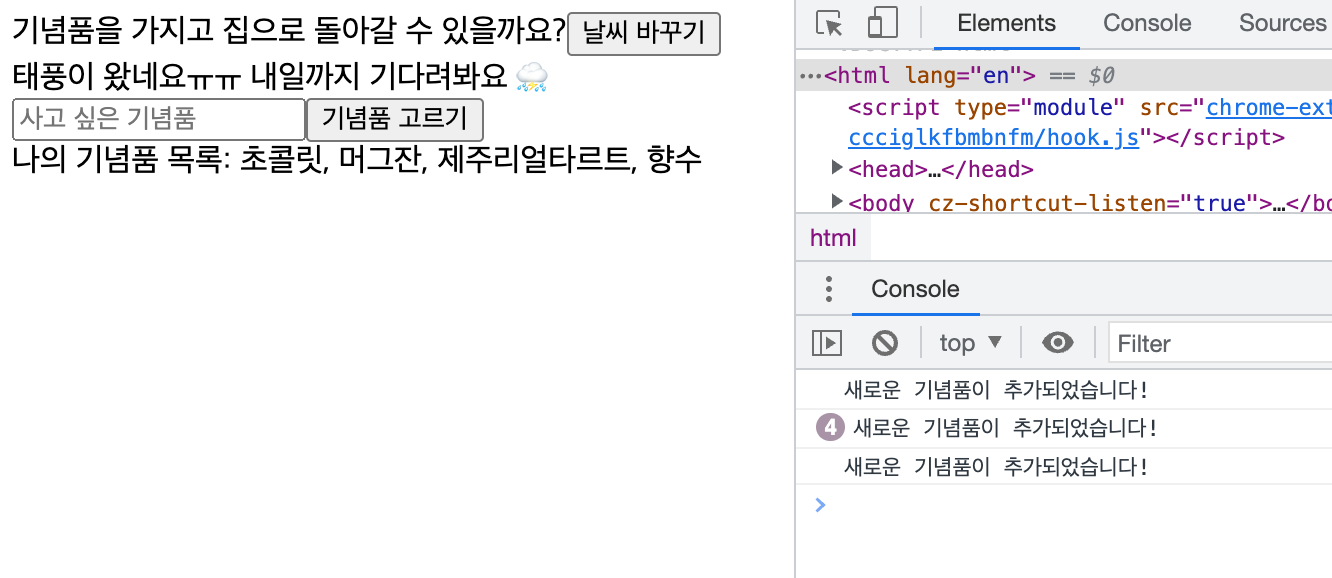 기념품을 가지고 집으로 돌아갈 수 있을까요? 날씨 바꾸기
태풍이 왔네요ㅠㅠ 내일까지 기다려봐요 🌧
사고 싶은 기념품 기념품 고르기
나의 기념품 목록: 초콜릿, 머그잔, 제주리얼타르트, 향수
Elements Console Sources
…<html lang="en"> == $0
<script type="module" src="chrome-ext
ccciglkfbmbnfm/hook.js"></script>
▶<head>…</head>
▶<body cz-shortcut-listen="true">…</bo
html
Console
top ▼ Filter
새로운 기념품이 추가되었습니다!
4 새로운 기념품이 추가되었습니다!
새로운 기념품이 추가되었습니다!
>